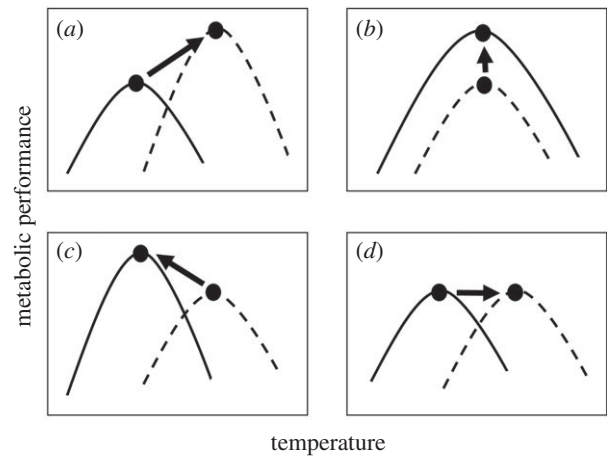 (a)
(b)
metabolic performance
(c)
(d)
temperature